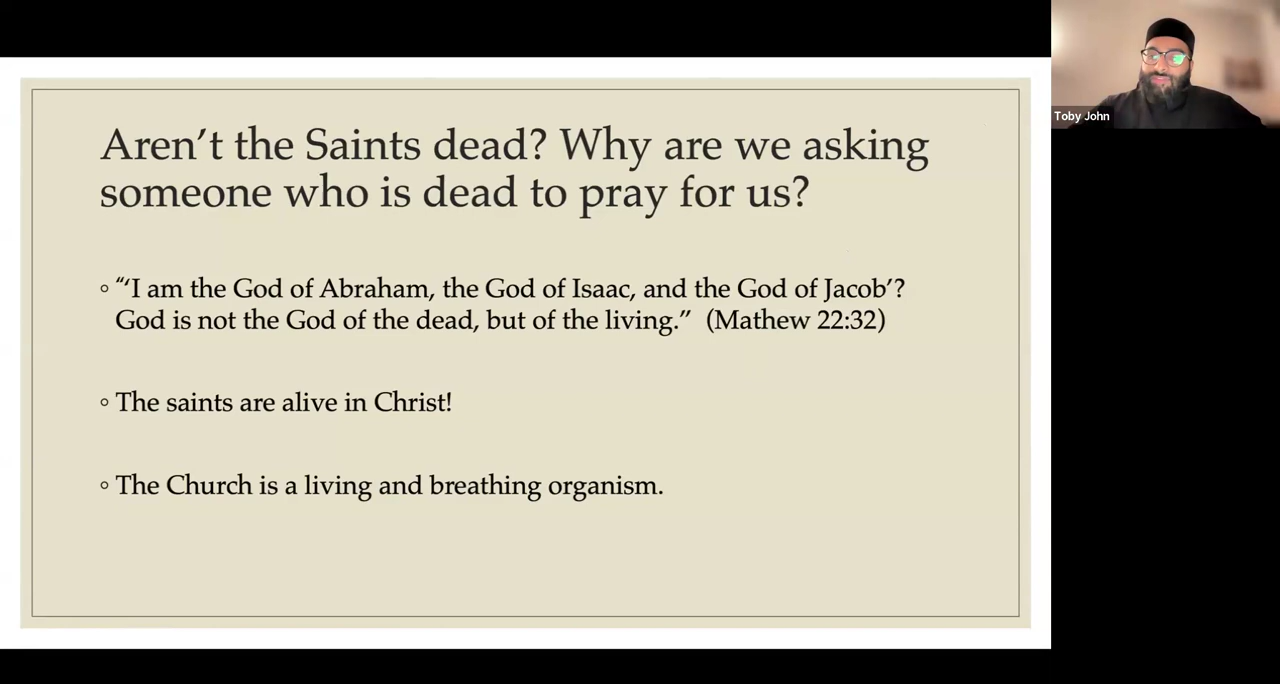 Aren’t the Saints dead? Why are we asking
someone who is dead to pray for us?
◦ “‘I am the God of Abraham, the God of Isaac, and the God of Jacob’?
God is not the God of the dead, but of the living.” (Mathew 22:32)
◦ The saints are alive in Christ!
◦ The Church is a living and breathing organism.
Toby John